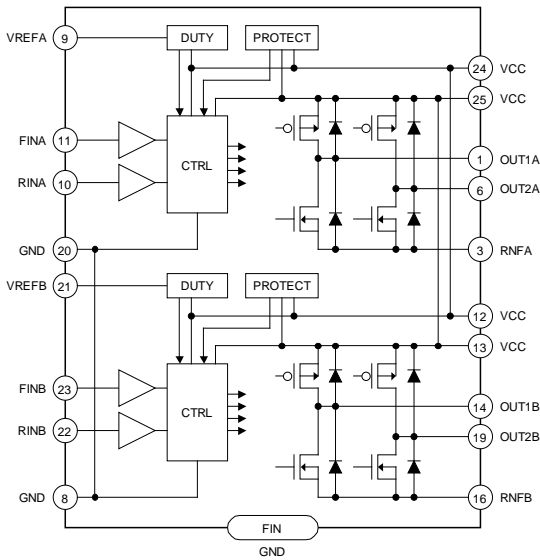 VREFA 9 DUTY PROTECT
24 VCC
25 VCC
FINA 11
CTRL
1 OUT1A
RINA 10
6 OUT2A
GND 20
3 RNFA
VREFB 21 DUTY PROTECT
12 VCC
13 VCC
FINB 23
CTRL
14 OUT1B
RINB 22
19 OUT2B
GND 8
16 RNFB
FIN
GND